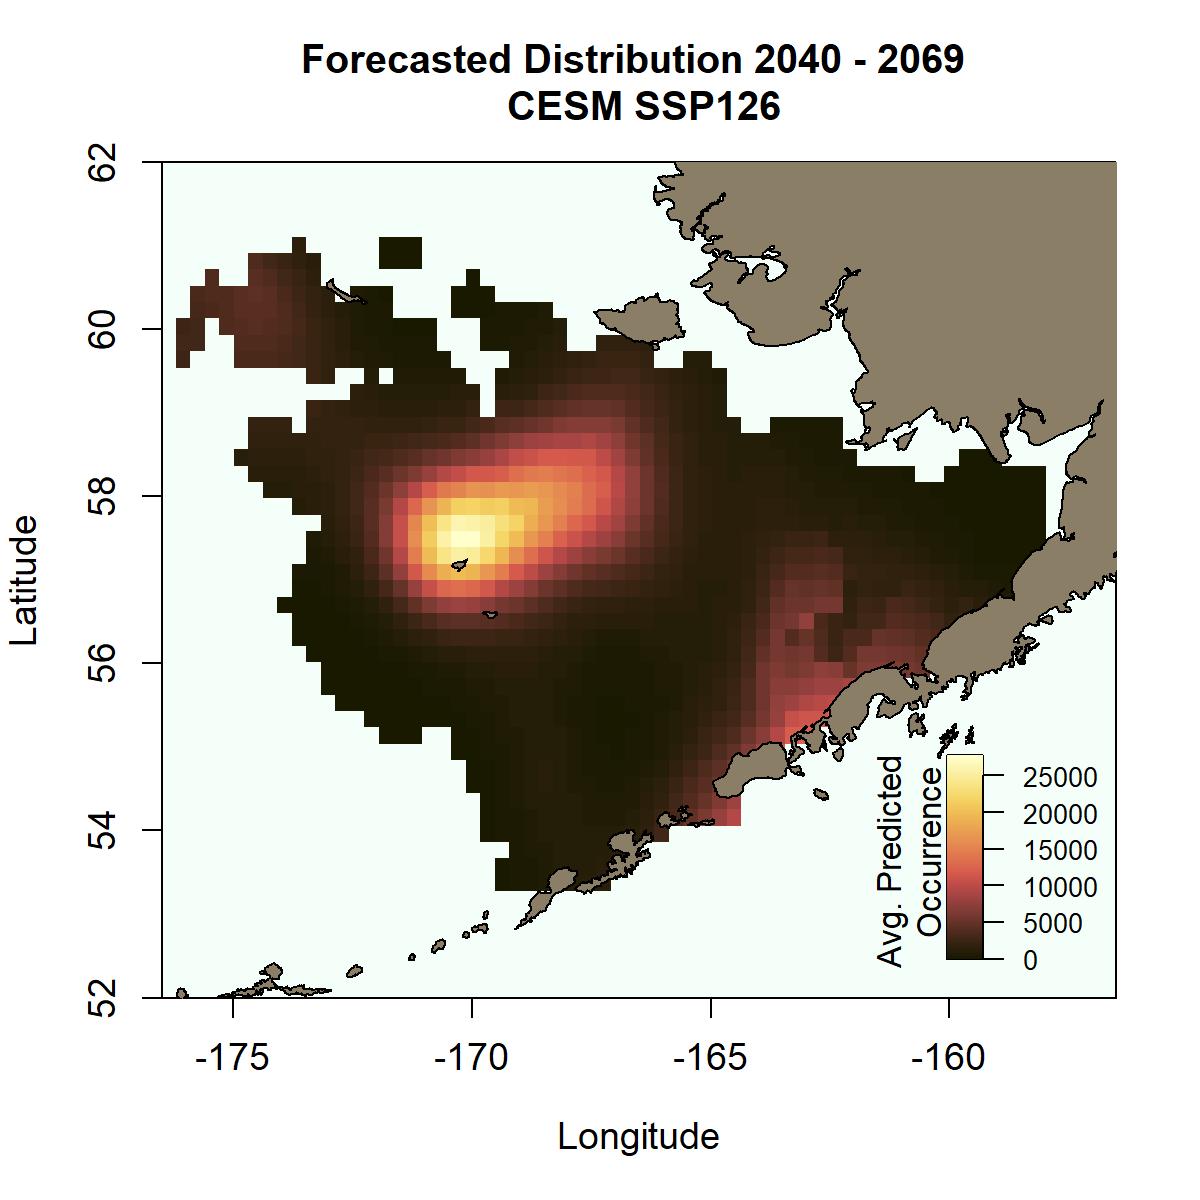 Forecasted Distribution 2040 - 2069
CESM SSP126
62
60
58
56
54
52
Latitude
-175
-170
-165
-160
Longitude
Avg. Predicted
Occurrence
25000
20000
15000
10000
5000
0